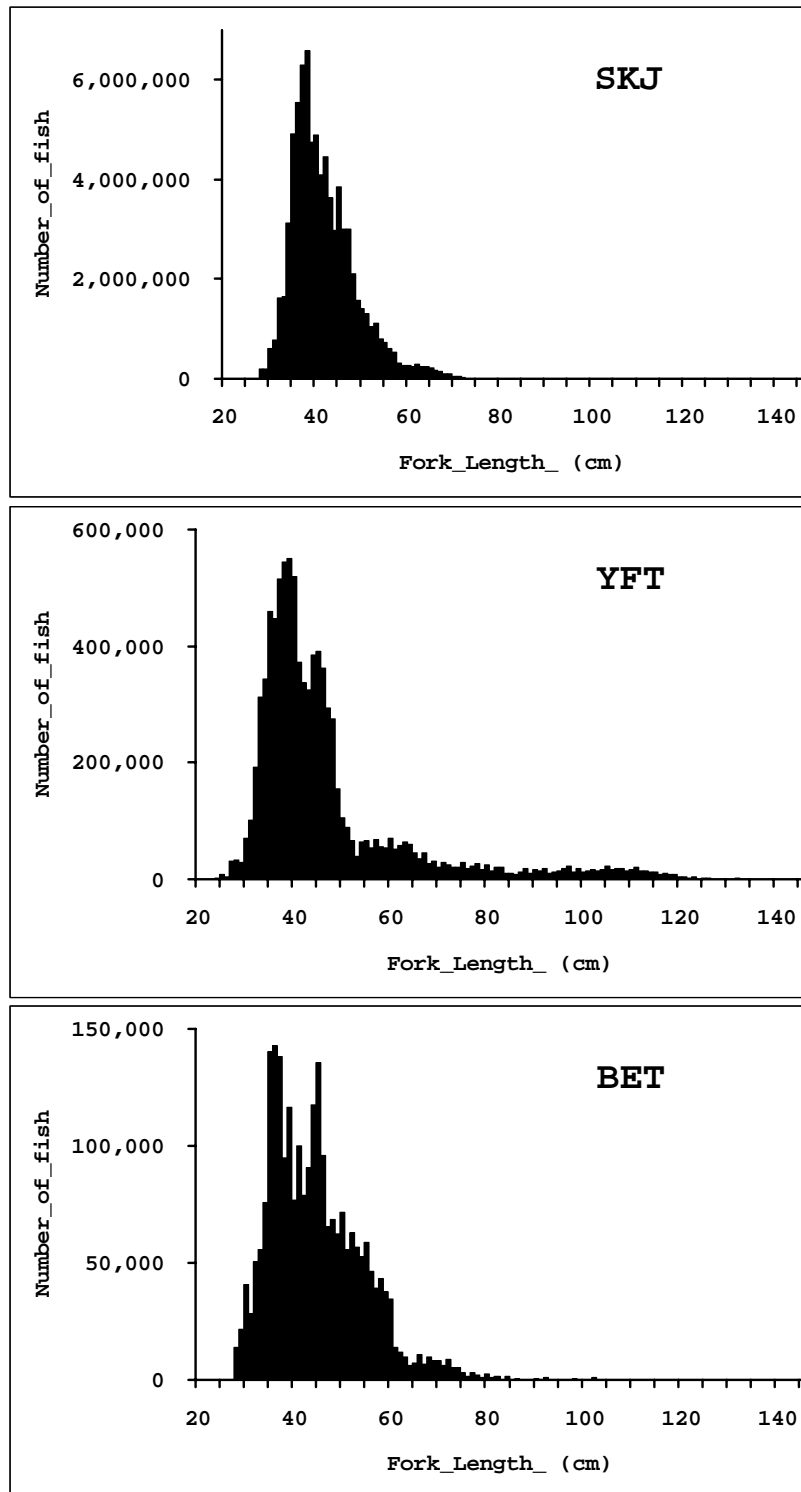 SKJ
Number_of_fish
6,000,000
4,000,000
2,000,000
0
20 40 60 80 100 120 140
Fork_Length_ (cm)
YFT
Number_of_fish
600,000
400,000
200,000
0
20 40 60 80 100 120 140
Fork_Length_ (cm)
BET
Number_of_fish
150,000
100,000
50,000
0
20 40 60 80 100 120 140
Fork_Length_ (cm)